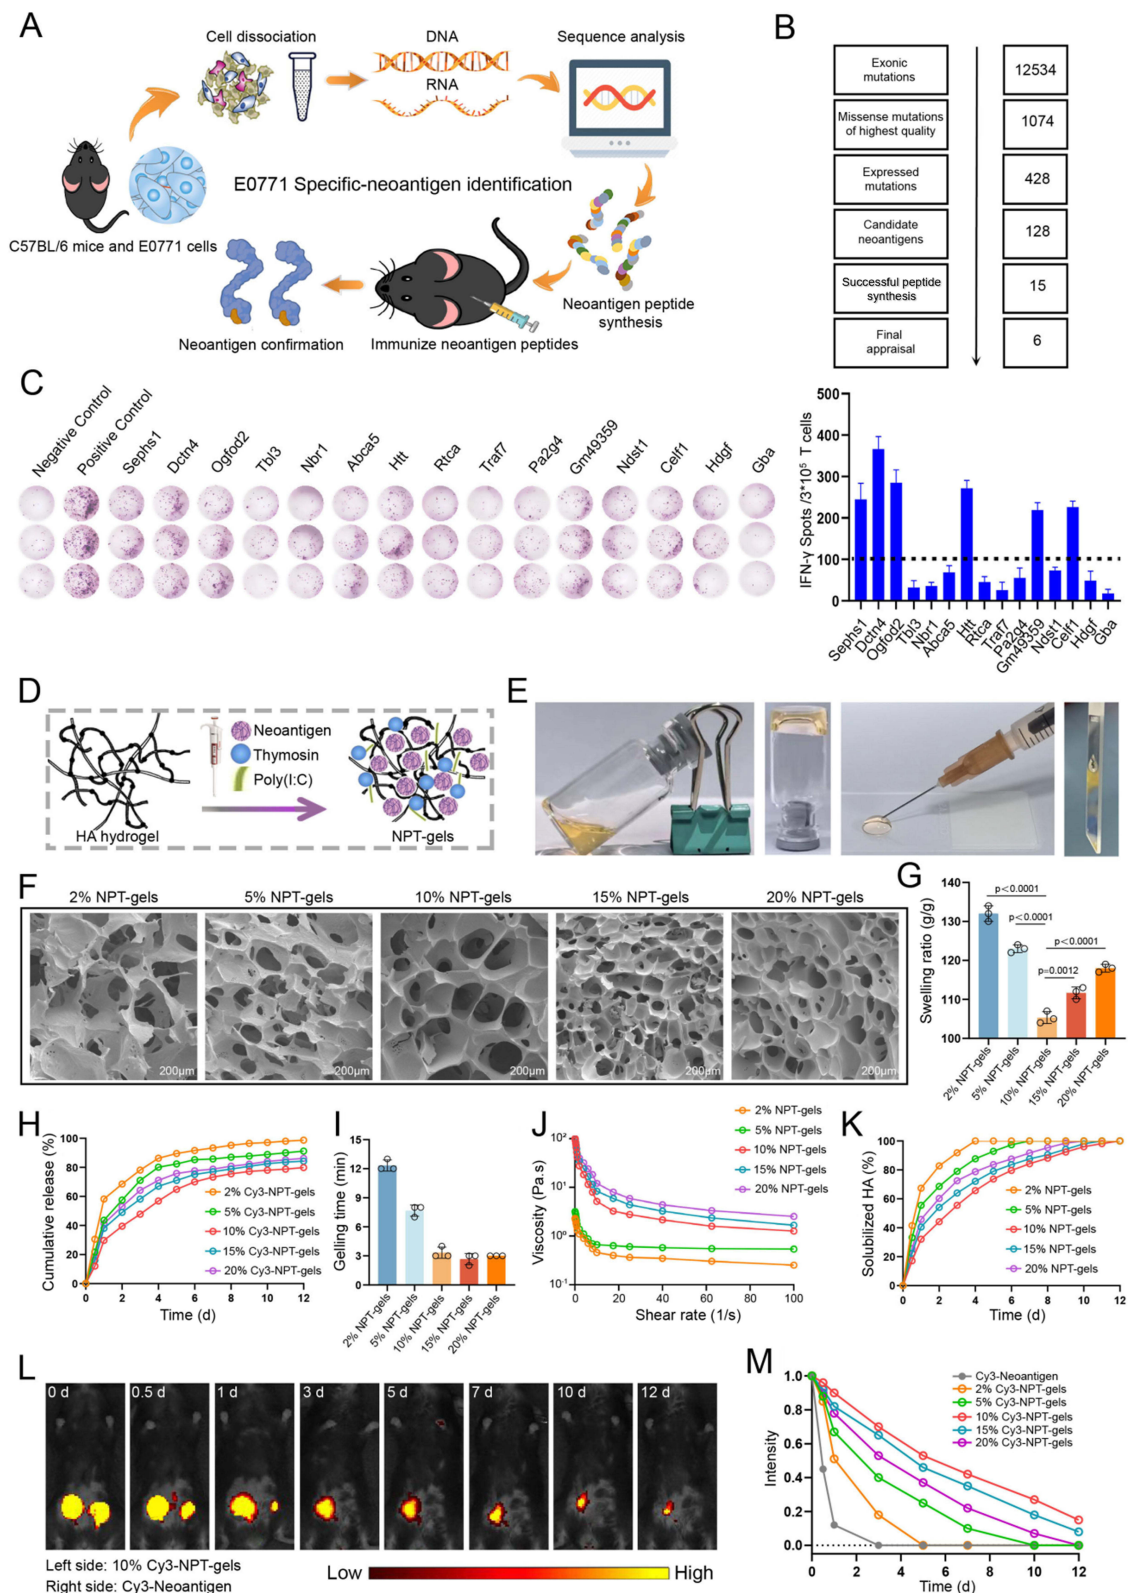 A
Cell dissociation
DNA
RNA
Sequence analysis
E0771 Specific-neoantigen identification
C57BL/6 mice and E0771 cells
Neoantigen peptide
synthesis
Immunize neoantigen peptides
Neoantigen confirmation
B
Exonic
mutations
12534
Missense mutations
of highest quality
1074
Expressed
mutations
428
Candidate
neoantigens
128
Successful peptide
synthesis
15
Final
appraisal
6
C
Negative Control
Positive Control
Sephs1
Dctn4
Ogfod2
Tbl3
Nbr1
Abca5
Htt
Rtca
Traf7
Pa2g4
Gm49359
Ndst1
Celf1
Hdgf
Gba
IFN-γ Spots /3*10⁵ T cells
500
400
300
200
100
0
Sephs1
Dctn4
Ogfod2
Tbl3
Nbr1
Abca5
Htt
Rtca
Traf7
Pa2g4
Gm49359
Ndst1
Celf1
Hdgf
Gba
D
Neoantigen
Thymosin
Poly(I:C)
HA hydrogel
NPT-gels
E
F
2% NPT-gels
5% NPT-gels
10% NPT-gels
15% NPT-gels
20% NPT-gels
200μm
200μm
200μm
200μm
200μm
G
Swelling ratio (g/g)
140
130
120
110
100
p<0.0001
p<0.0001
p<0.0001
p=0.0012
2% NPT-gels
5% NPT-gels
10% NPT-gels
15% NPT-gels
20% NPT-gels
H
Cumulative release (%)
100
80
60
40
20
0
2% Cy3-NPT-gels
5% Cy3-NPT-gels
10% Cy3-NPT-gels
15% Cy3-NPT-gels
20% Cy3-NPT-gels
0 2 4 6 8 10 12
Time (d)
I
Gelling time (min)
15
12
9
6
3
0
2% NPT-gels
5% NPT-gels
10% NPT-gels
15% NPT-gels
20% NPT-gels
J
Viscosity (Pa.s)
10²
10¹
10⁰
10⁻¹
2% NPT-gels
5% NPT-gels
10% NPT-gels
15% NPT-gels
20% NPT-gels
0 20 40 60 80 100
Shear rate (1/s)
K
Solubilized HA (%)
100
80
60
40
20
0
2% NPT-gels
5% NPT-gels
10% NPT-gels
15% NPT-gels
20% NPT-gels
0 2 4 6 8 10 12
Time (d)
L
0 d
0.5 d
1 d
3 d
5 d
7 d
10 d
12 d
Left side: 10% Cy3-NPT-gels
Right side: Cy3-Neoantigen
Low
High
M
Intensity
1.0
0.8
0.6
0.4
0.2
0.0
Cy3-Neoantigen
2% Cy3-NPT-gels
5% Cy3-NPT-gels
10% Cy3-NPT-gels
15% Cy3-NPT-gels
20% Cy3-NPT-gels
0 2 4 6 8 10 12
Time (d)